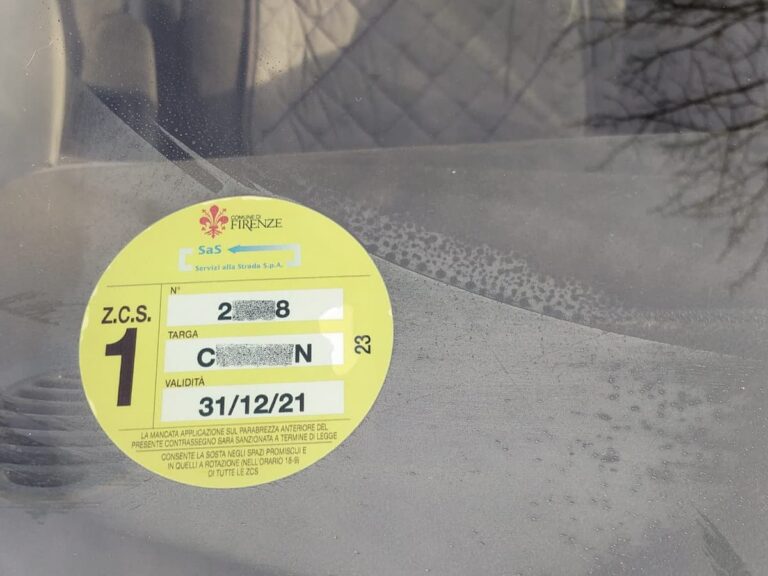 COMUNE DI
FIRENZE
SaS
Servizi alla Strada S.p.A.
Z.C.S.
1
N°
2 8
TARGA
C N
23
VALIDITÀ
31/12/21
LA MANCATA APPLICAZIONE SUL PARABREZZA ANTERIORE DEL
PRESENTE CONTRASSEGNO SARÀ SANZIONATA A TERMINE DI LEGGE
CONSENTE LA SOSTA NEGLI SPAZI PROMISCUI E
IN QUELLI A ROTAZIONE (NELL'ORARIO 18-9)
DI TUTTE LE ZCS